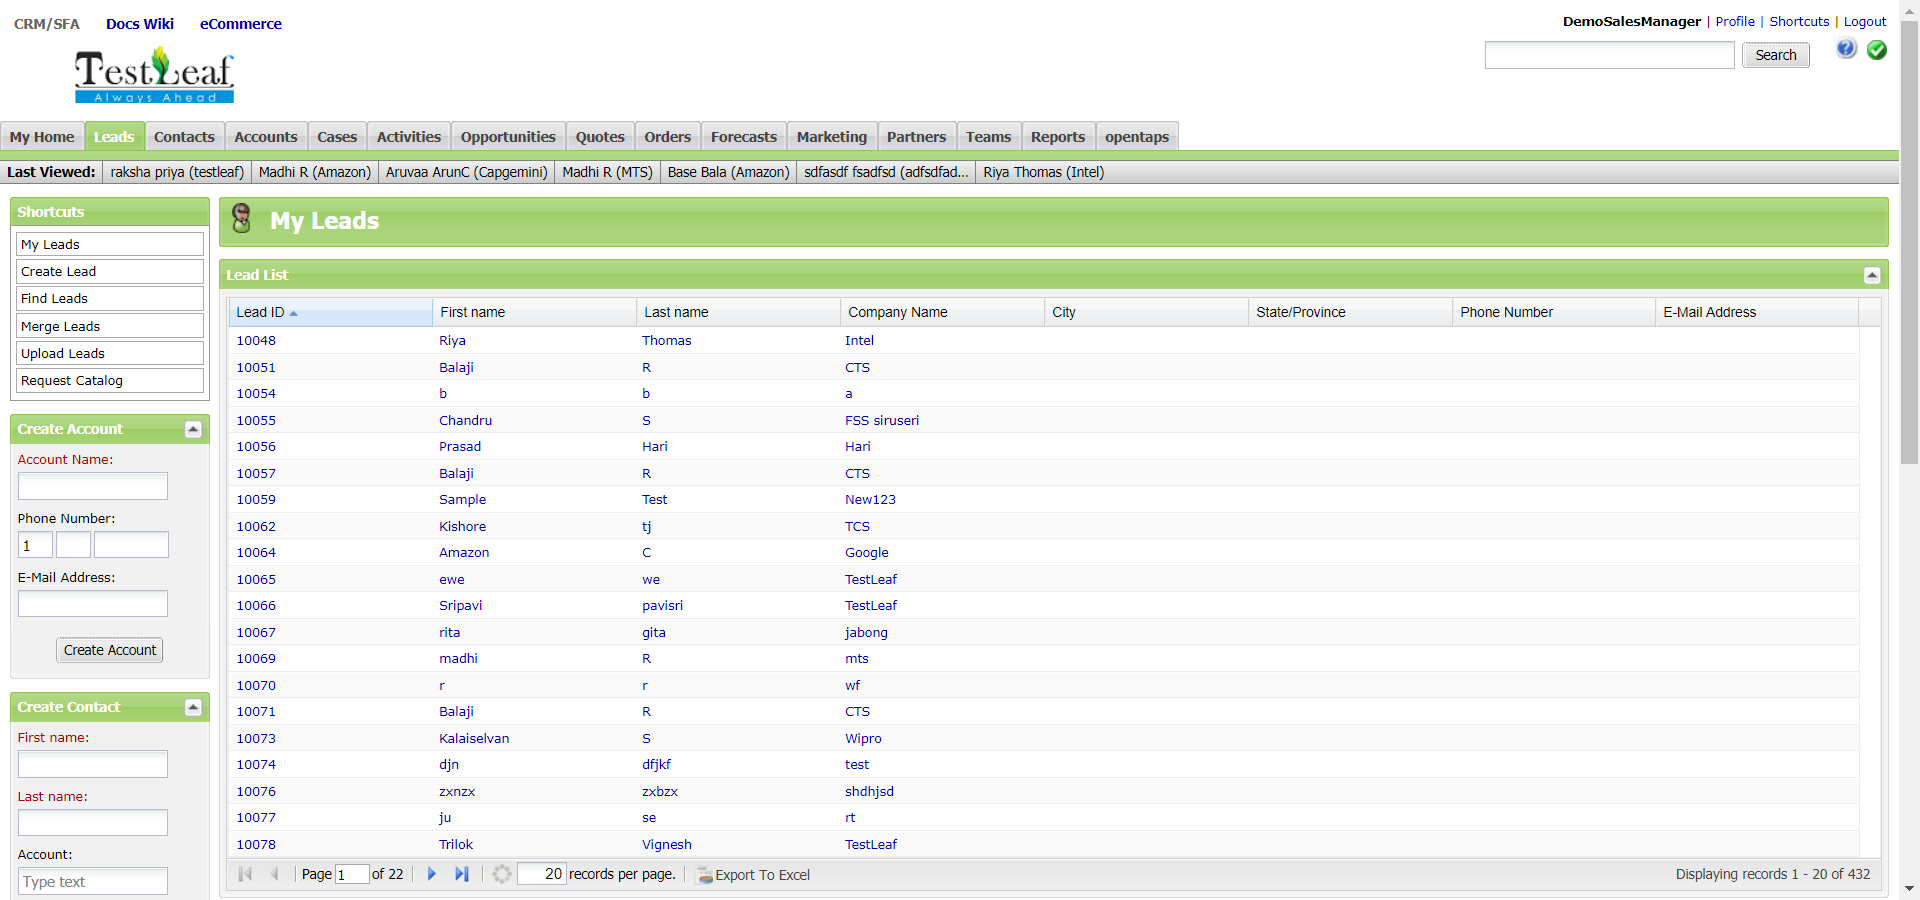 CRM/SFA Docs Wiki eCommerce
DemoSalesManager | Profile | Shortcuts | Logout
Search
TestLeaf
Always Ahead
My Home Leads Contacts Accounts Cases Activities Opportunities Quotes Orders Forecasts Marketing Partners Teams Reports opentaps
Last Viewed: raksha priya (testleaf) Madhi R (Amazon) Aruvaa ArunC (Capgemini) Madhi R (MTS) Base Bala (Amazon) sdfasdf fsadfsd (adfsdfad... Riya Thomas (Intel)
Shortcuts
My Leads
Create Lead
Find Leads
Merge Leads
Upload Leads
Request Catalog
Create Account
Account Name:
Phone Number:
1
E-Mail Address:
Create Account
Create Contact
First name:
Last name:
Account:
Type text
My Leads
Lead List
Lead ID First name Last name Company Name City State/Province Phone Number E-Mail Address
10048 Riya Thomas Intel
10051 Balaji R CTS
10054 b b a
10055 Chandru S FSS siruseri
10056 Prasad Hari Hari
10057 Balaji R CTS
10059 Sample Test New123
10062 Kishore tj TCS
10064 Amazon C Google
10065 ewe we TestLeaf
10066 Sripavi pavisri TestLeaf
10067 rita gita jabong
10069 madhi R mts
10070 r r wf
10071 Balaji R CTS
10073 Kalaiselvan S Wipro
10074 djn dfjkf test
10076 zxnzx zxbzx shdhjsd
10077 ju se rt
10078 Trilok Vignesh TestLeaf
Page 1 of 22 20 records per page. Export To Excel Displaying records 1 - 20 of 432